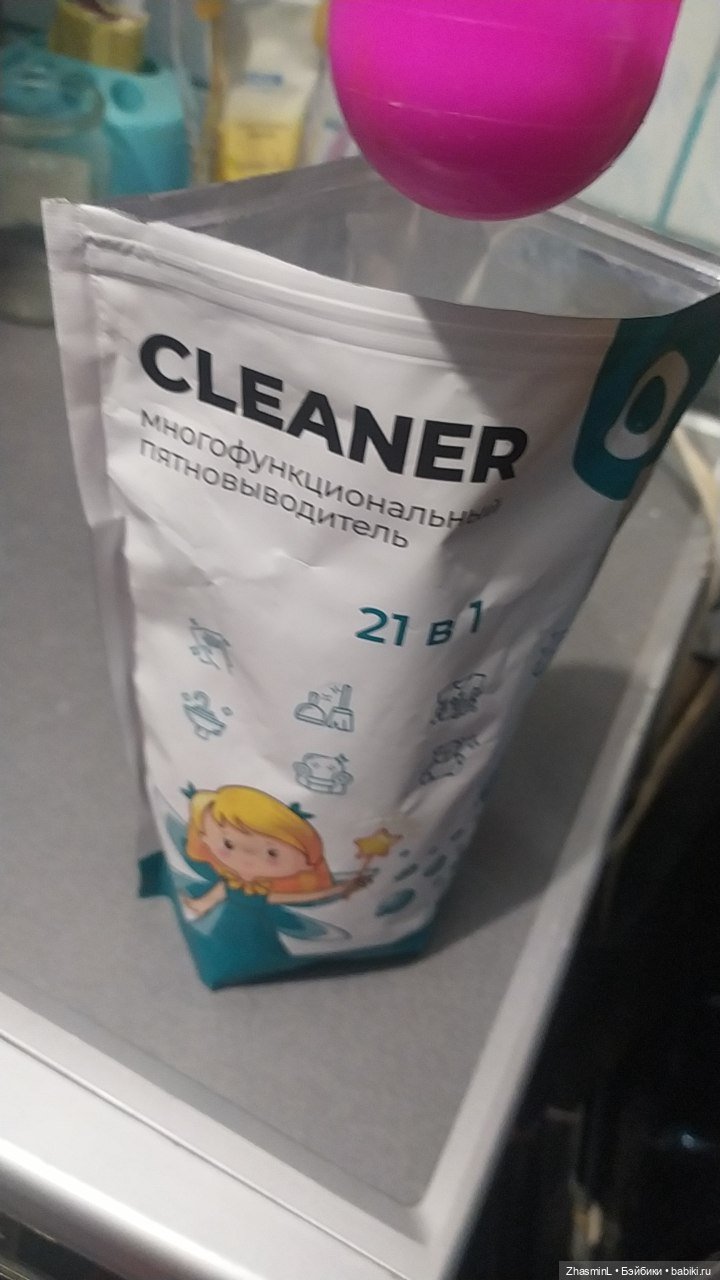 CLEANER
многофункциональный
пятновыводитель
21 в 1
ZhasminL • Бэйбики • babiki.ru